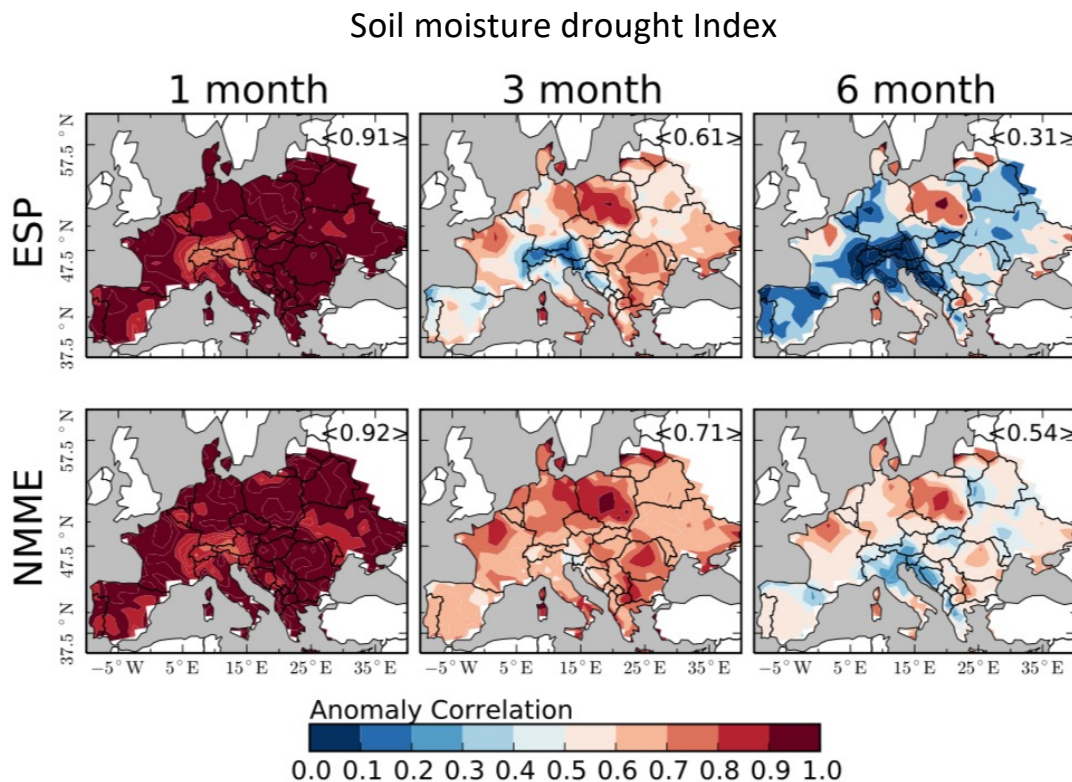 Soil moisture drought Index
1 month 3 month 6 month
ESP
57.5 ° N
47.5 ° N
37.5 ° N
<0.91>
<0.61>
<0.31>
NMME
57.5 ° N
47.5 ° N
37.5 ° N
<0.92>
<0.71>
<0.54>
−5° W 5° E 15° E 25° E 35° E
−5° W 5° E 15° E 25° E 35° E
−5° W 5° E 15° E 25° E 35° E
Anomaly Correlation
0.0 0.1 0.2 0.3 0.4 0.5 0.6 0.7 0.8 0.9 1.0